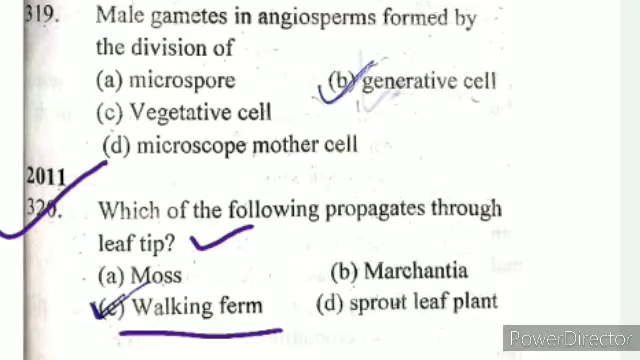 319. Male gametes in angiosperms formed by
the division of
(a) microspore (b) generative cell
(c) Vegetative cell
(d) microscope mother cell
2011
320. Which of the following propagates through
leaf tip?
(a) Moss (b) Marchantia
(c) Walking ferm (d) sprout leaf plant
PowerDirector